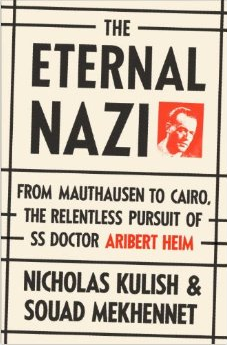 THE
ETERNAL
NAZI
FROM MAUTHAUSEN TO CAIRO,
THE RELENTLESS PURSUIT OF
SS DOCTOR ARIBERT HEIM
NICHOLAS KULISH &
SOUAD MEKHENNET